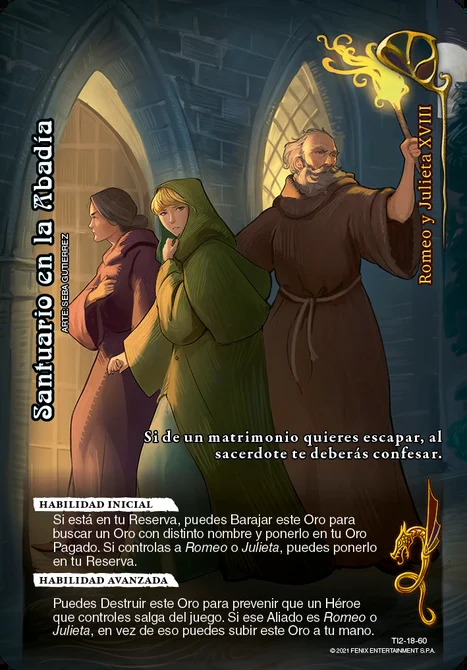 Santuario en la Abadía
ARTE: SEBA GUTIERREZ
Romeo y Julieta XVIII
Si de un matrimonio quieres escapar, al
sacerdote te deberás confesar.
HABILIDAD INICIAL
Si está en tu Reserva, puedes Barajar este Oro para
buscar un Oro con distinto nombre y ponerlo en tu Oro
Pagado. Si controlas a Romeo o Julieta, puedes ponerlo
en tu Reserva.
HABILIDAD AVANZADA
Puedes Destruir este Oro para prevenir que un Héroe
que controles salga del juego. Si ese Aliado es Romeo o
Julieta, en vez de eso puedes subir este Oro a tu mano.
TI2-18-60
© 2021 FENIX ENTERTAINMENT S.P.A.